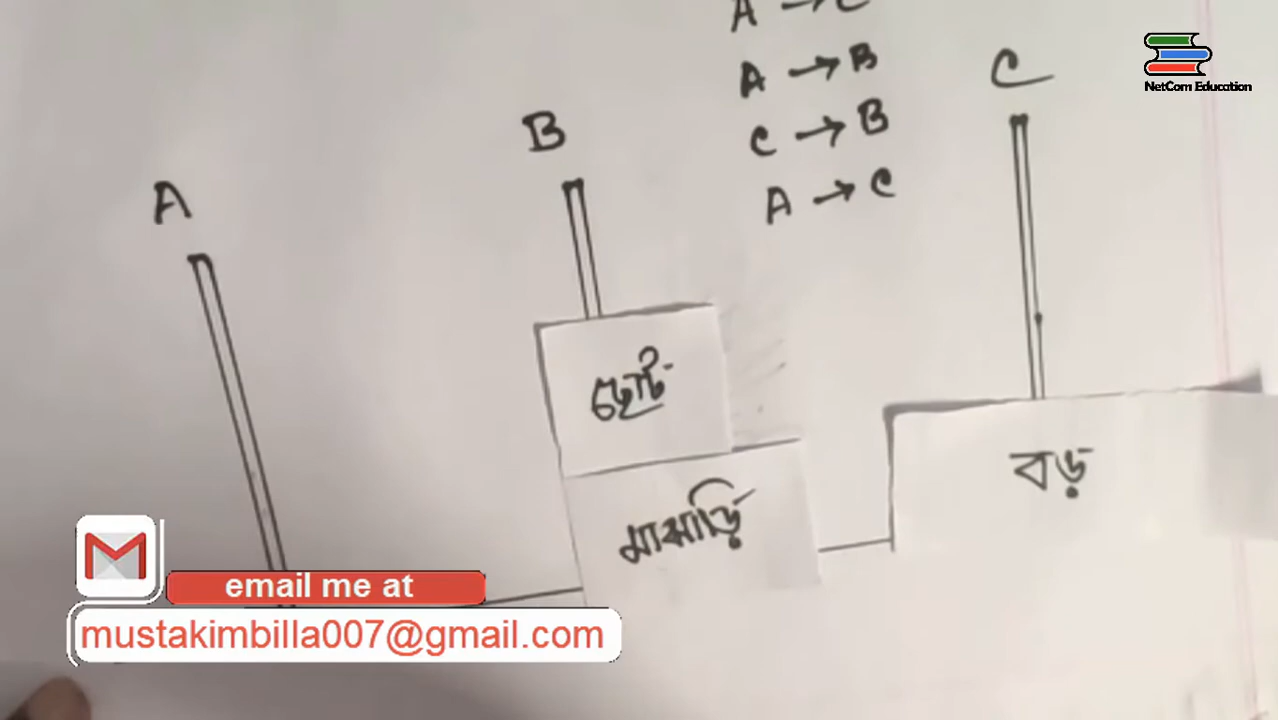 A → C
A → B
C → B
A → C
C
B
A
ছোট
মাঝাড়ি
বড়
NetCom Education
email me at
mustakimbilla007@gmail.com